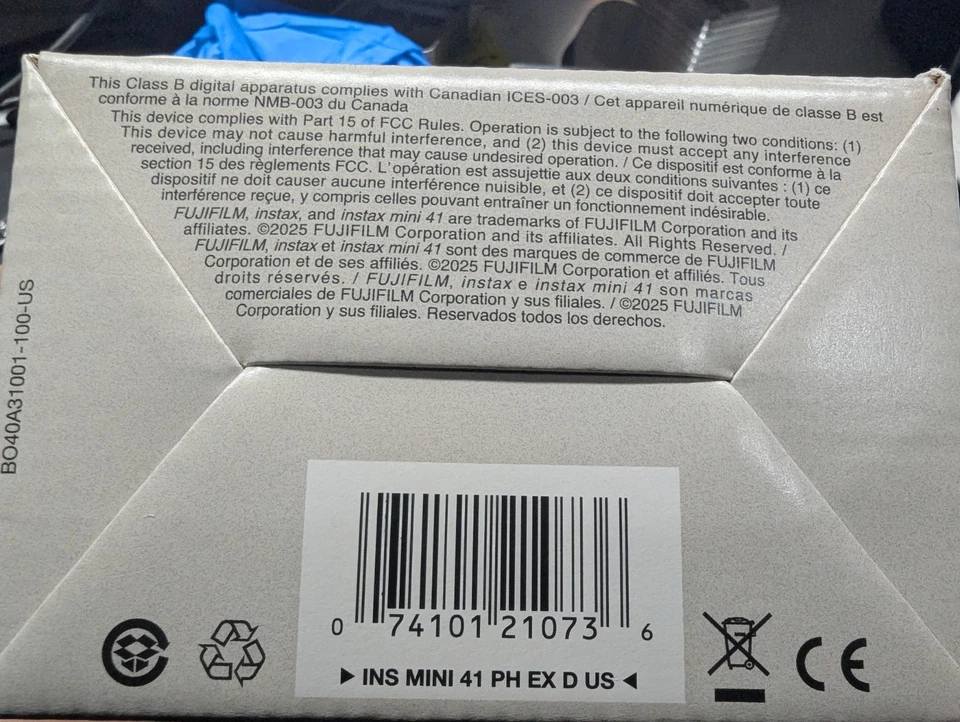 This Class B digital apparatus complies with Canadian ICES-003 / Cet appareil numérique de classe B est
conforme à la norme NMB-003 du Canada
This device complies with Part 15 of FCC Rules. Operation is subject to the following two conditions: (1)
This device may not cause harmful interference, and (2) this device must accept any interference
received, including interference that may cause undesired operation. / Ce dispositif est conforme à la
section 15 des règlements FCC. L'opération est assujettie aux deux conditions suivantes : (1) ce
dispositif ne doit causer aucune interférence nuisible, et (2) ce dispositif doit accepter toute
interférence reçue, y compris celles pouvant entraîner un fonctionnement indésirable.
FUJIFILM, instax, and instax mini 41 are trademarks of FUJIFILM Corporation and its
affiliates. ©2025 FUJIFILM Corporation and its affiliates. All Rights Reserved. /
FUJIFILM, instax et instax mini 41 sont des marques de commerce de FUJIFILM
Corporation et de ses affiliés. ©2025 FUJIFILM Corporation et affiliés. Tous
droits réservés. / FUJIFILM, instax e instax mini 41 son marcas
comerciales de FUJIFILM Corporation y sus filiales. / ©2025 FUJIFILM
Corporation y sus filiales. Reservados todos los derechos.
BO40A31001-100-US
0 74101 21073 6
▶ INS MINI 41 PH EX D US ◀
CE